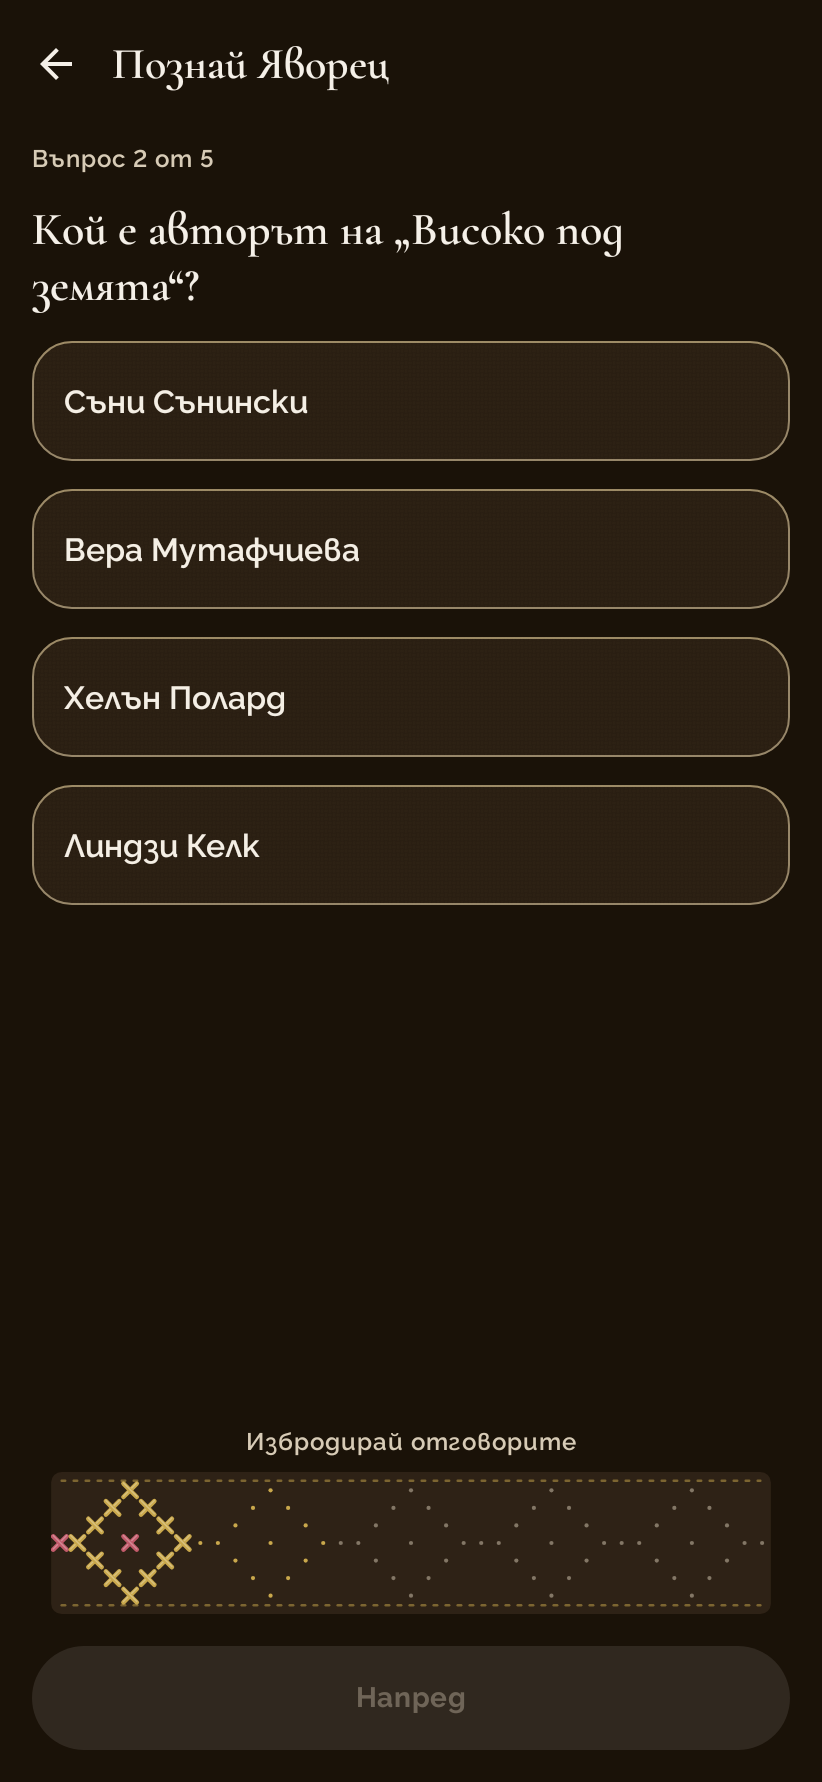 Познай Яворец
Въпрос 2 от 5
Кой е авторът на „Високо под
земята“?
Съни Сънински
Вера Мутафчиева
Хелън Полард
Линдзи Келк
Избродирай отговорите
Напред